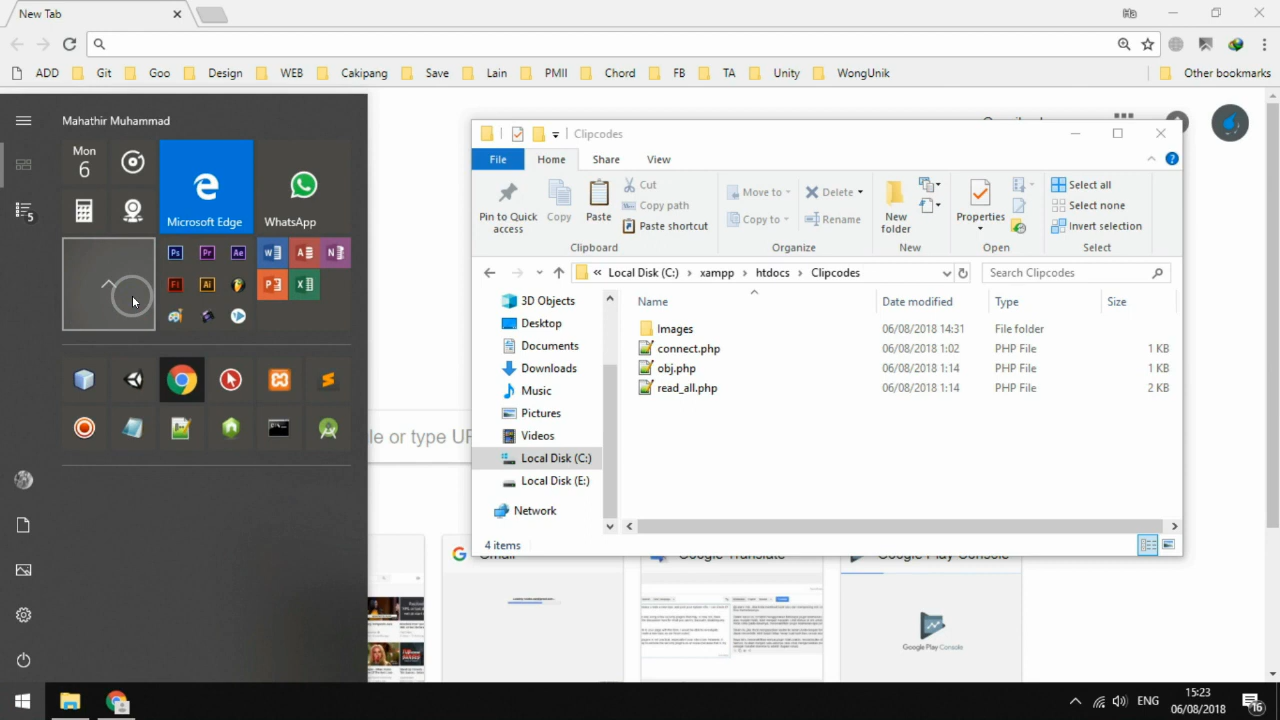 New Tab
ADD Git Goo Design WEB Cakipang Save Lain PMII Chord FB TA Unity WongUnik Other bookmarks
Mahathir Muhammad
Mon
6
Microsoft Edge
WhatsApp
5
Clipcodes
File Home Share View
Pin to Quick access
Copy
Paste
Cut
Copy path
Paste shortcut
Clipboard
Move to
Copy to
Delete
Rename
Organize
New folder
New
Properties
Open
Select all
Select none
Invert selection
Select
« Local Disk (C:) xampp htdocs Clipcodes
Search Clipcodes
3D Objects
Desktop
Documents
Downloads
Music
Pictures
Videos
Local Disk (C:)
Local Disk (E:)
Network
Name Date modified Type Size
Images 06/08/2018 14:31 File folder
connect.php 06/08/2018 1:02 PHP File 1 KB
obj.php 06/08/2018 1:14 PHP File 1 KB
read_all.php 06/08/2018 1:14 PHP File 2 KB
4 items
le or type UR
Gmail
Google Translate
Google Play Console
Google Play Console
ENG
15:23
06/08/2018
16